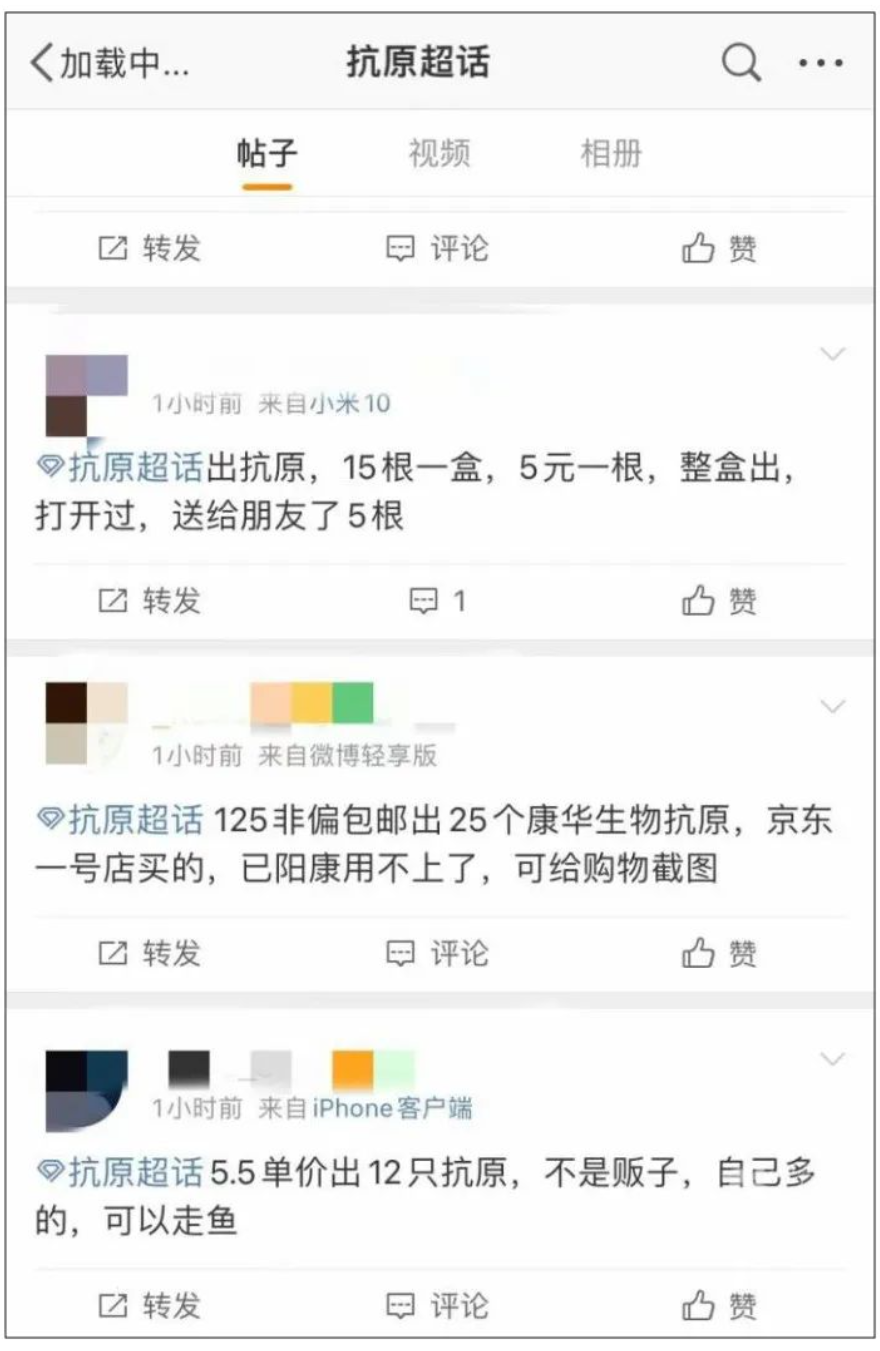 加载中...
抗原超话
帖子
视频
相册
转发
评论
赞
1小时前 来自小米10
抗原超话出抗原，15根一盒，5元一根，整盒出，
打开过，送给朋友了5根
转发
1
赞
1小时前 来自微博轻享版
抗原超话 125非偏包邮出25个康华生物抗原，京东
一号店买的，已阳康用不上了，可给购物截图
转发
评论
赞
1小时前 来自iPhone客户端
抗原超话5.5单价出12只抗原，不是贩子，自己多
的，可以走鱼
转发
评论
赞